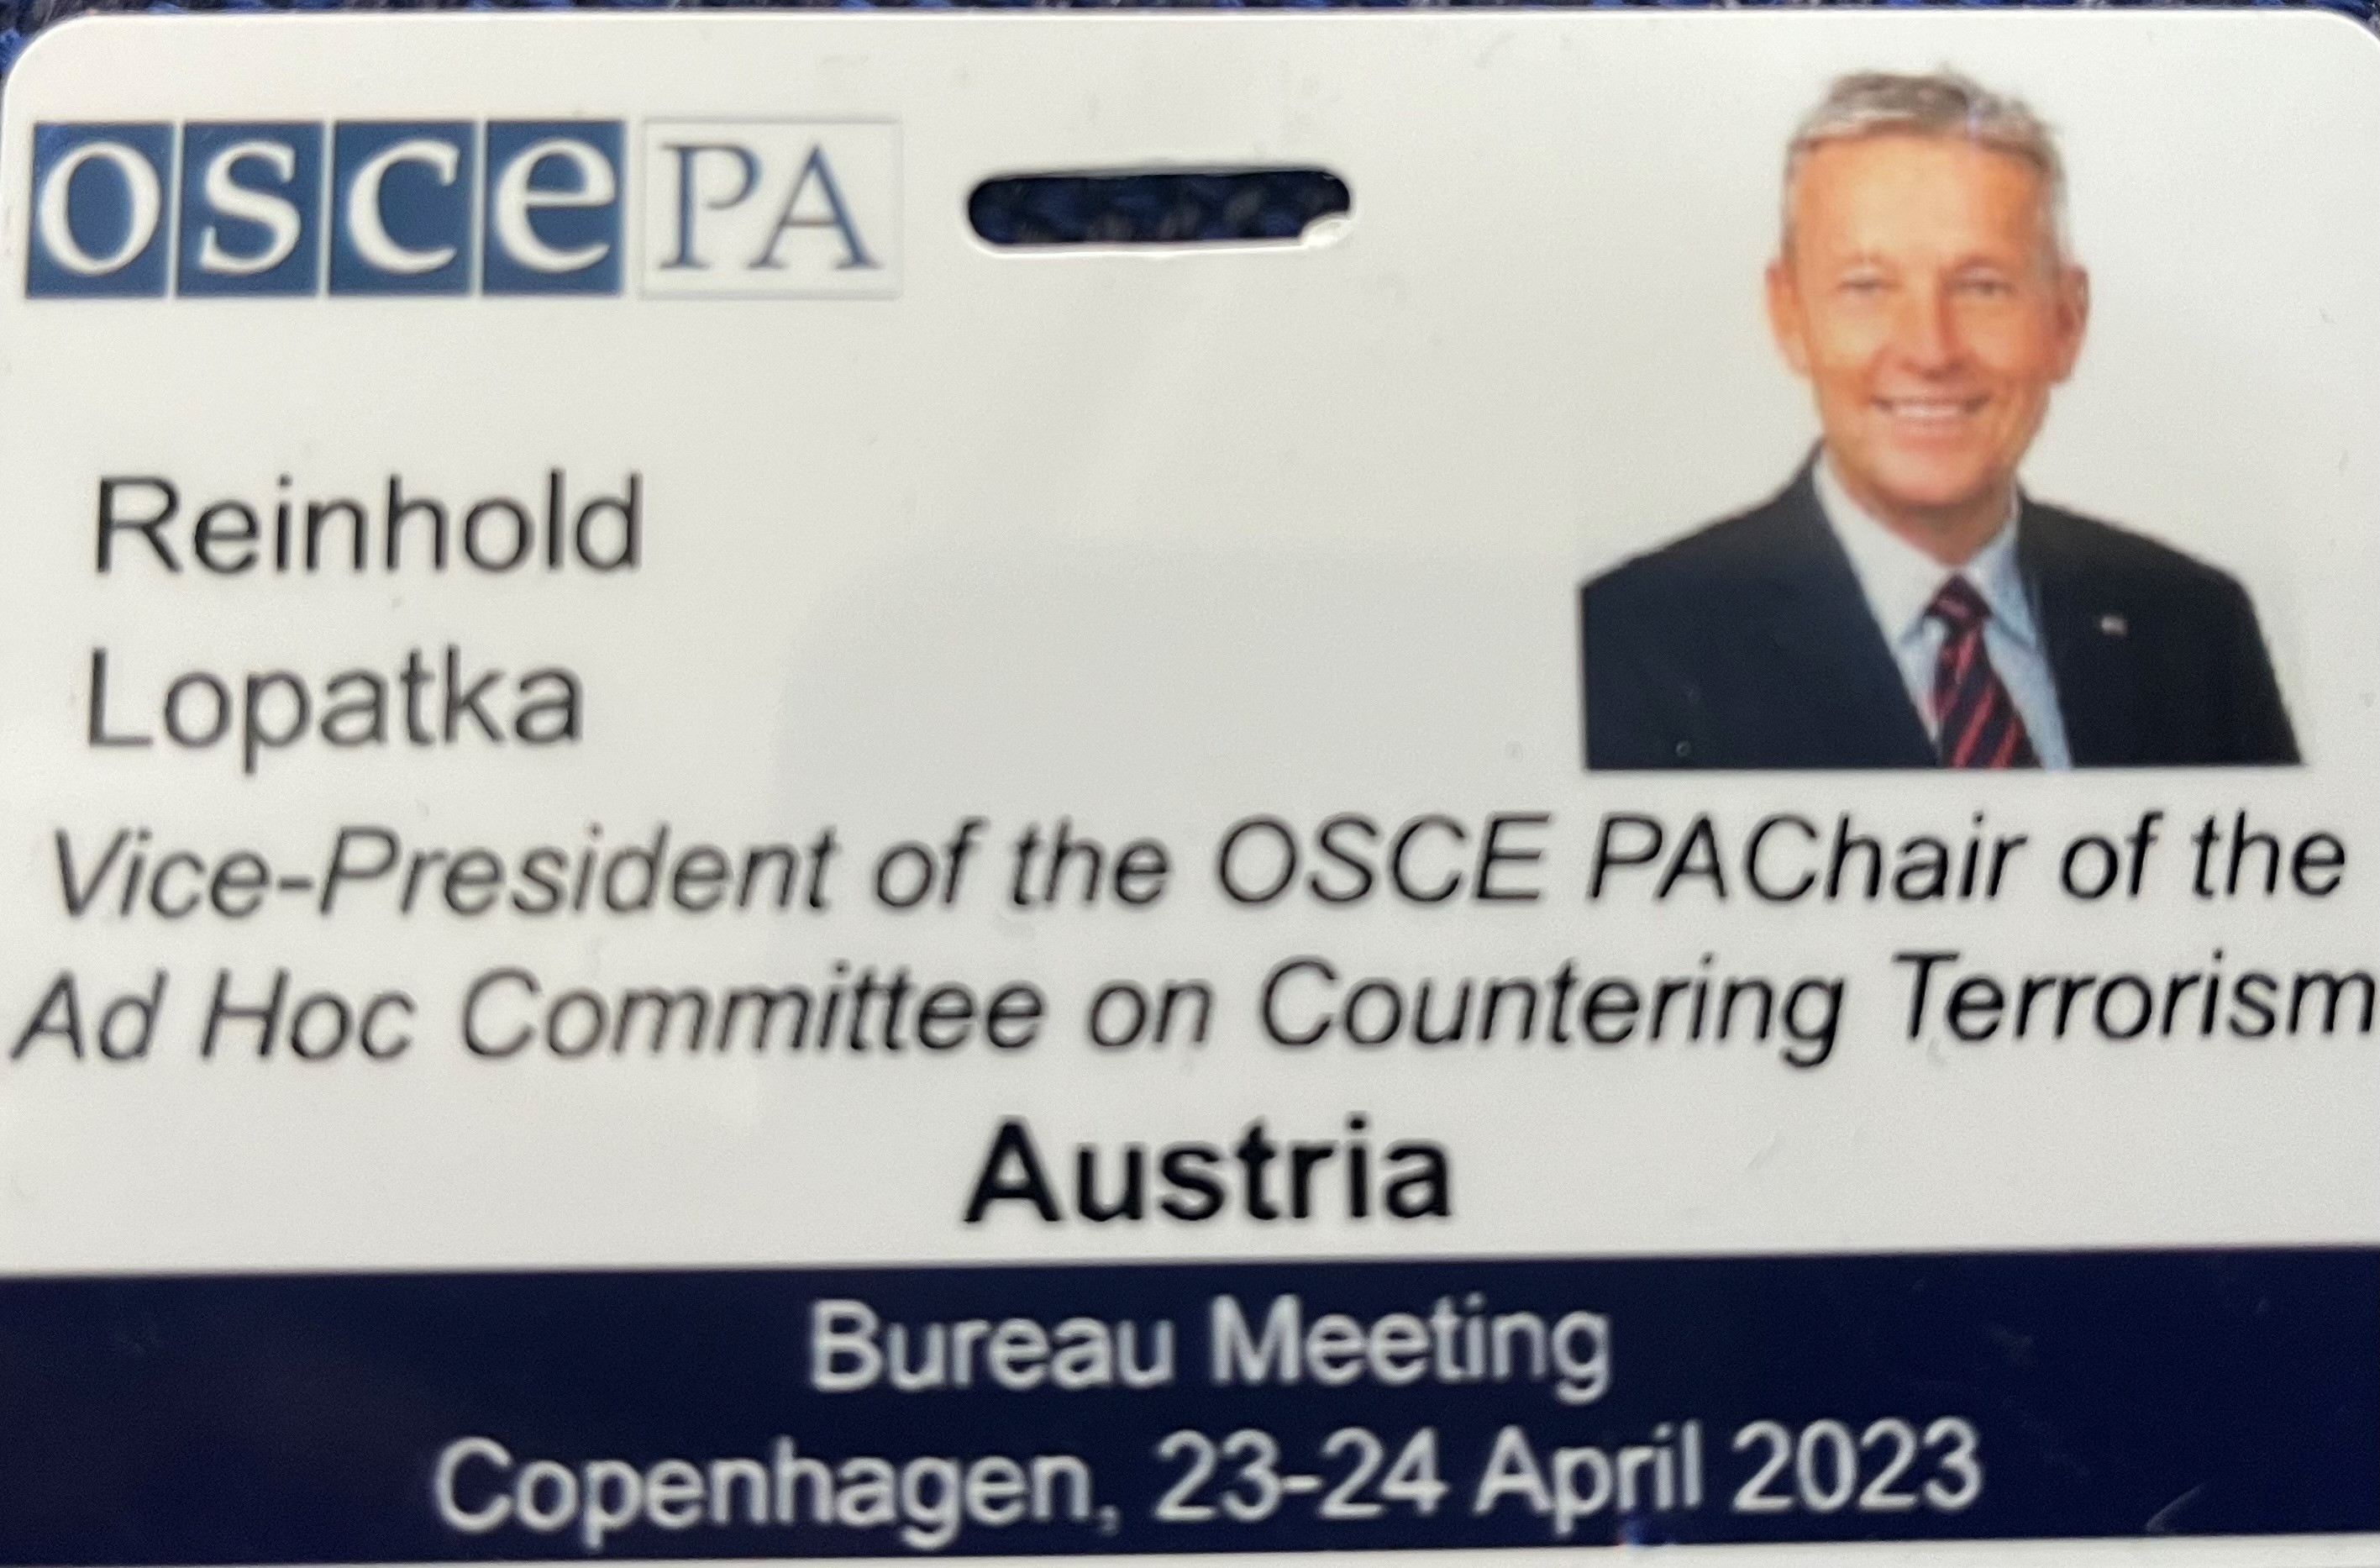 osce PA
Reinhold
Lopatka
Vice-President of the OSCE PAChair of the
Ad Hoc Committee on Countering Terrorism
Austria
Bureau Meeting
Copenhagen, 23-24 April 2023